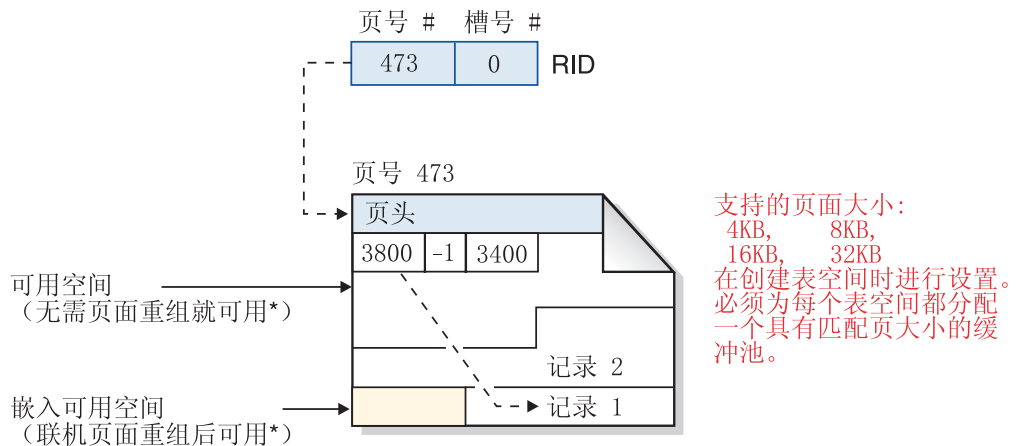 页号 # 槽号 #
473 0 RID
页号 473
页头
3800 -1 3400
可用空间
（无需页面重组就可用*）
记录 2
记录 1
嵌入可用空间
（联机页面重组后可用*）
支持的页面大小：
4KB, 8KB,
16KB, 32KB
在创建表空间时进行设置。
必须为每个表空间都分配
一个具有匹配页大小的缓
冲池。